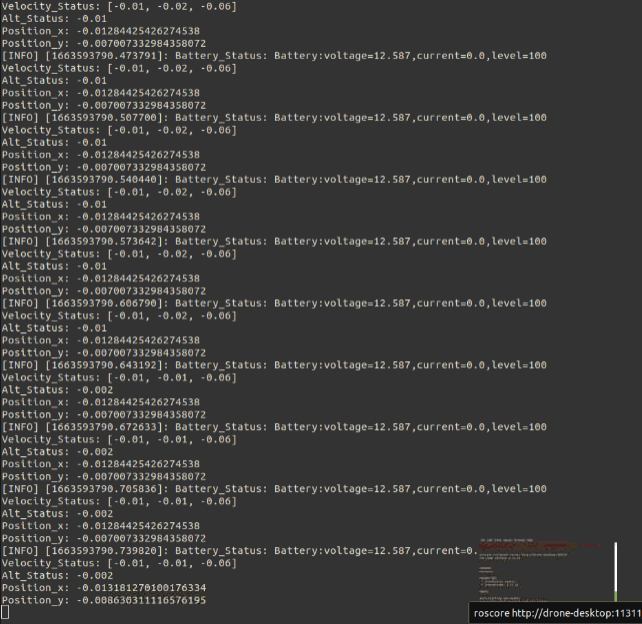 Velocity_Status: [-0.01, -0.02, -0.06]
Alt_Status: -0.01
Position_x: -0.01284425426274538
Position_y: -0.007007332984358072
[INFO] [1663593790.473791]: Battery_Status: Battery:voltage=12.587,current=0.0,level=100
Velocity_Status: [-0.01, -0.02, -0.06]
Alt_Status: -0.01
Position_x: -0.01284425426274538
Position_y: -0.007007332984358072
[INFO] [1663593790.507700]: Battery_Status: Battery:voltage=12.587,current=0.0,level=100
Velocity_Status: [-0.01, -0.02, -0.06]
Alt_Status: -0.01
Position_x: -0.01284425426274538
Position_y: -0.007007332984358072
[INFO] [1663593790.540440]: Battery_Status: Battery:voltage=12.587,current=0.0,level=100
Velocity_Status: [-0.01, -0.02, -0.06]
Alt_Status: -0.01
Position_x: -0.01284425426274538
Position_y: -0.007007332984358072
[INFO] [1663593790.573642]: Battery_Status: Battery:voltage=12.587,current=0.0,level=100
Velocity_Status: [-0.01, -0.02, -0.06]
Alt_Status: -0.01
Position_x: -0.01284425426274538
Position_y: -0.007007332984358072
[INFO] [1663593790.606790]: Battery_Status: Battery:voltage=12.587,current=0.0,level=100
Velocity_Status: [-0.01, -0.02, -0.06]
Alt_Status: -0.01
Position_x: -0.01284425426274538
Position_y: -0.007007332984358072
[INFO] [1663593790.643192]: Battery_Status: Battery:voltage=12.587,current=0.0,level=100
Velocity_Status: [-0.01, -0.01, -0.06]
Alt_Status: -0.002
Position_x: -0.01284425426274538
Position_y: -0.007007332984358072
[INFO] [1663593790.672633]: Battery_Status: Battery:voltage=12.587,current=0.0,level=100
Velocity_Status: [-0.01, -0.01, -0.06]
Alt_Status: -0.002
Position_x: -0.01284425426274538
Position_y: -0.007007332984358072
[INFO] [1663593790.705836]: Battery_Status: Battery:voltage=12.587,current=0.0,level=100
Velocity_Status: [-0.01, -0.01, -0.06]
Alt_Status: -0.002
Position_x: -0.01284425426274538
Position_y: -0.007007332984358072
[INFO] [1663593790.739820]: Battery_Status: Battery:voltage=12.587,current=0.
Velocity_Status: [-0.01, -0.01, -0.06]
Alt_Status: -0.002
Position_x: -0.013181270100176334
Position_y: -0.008630311116576195
roscore http://drone-desktop:11311